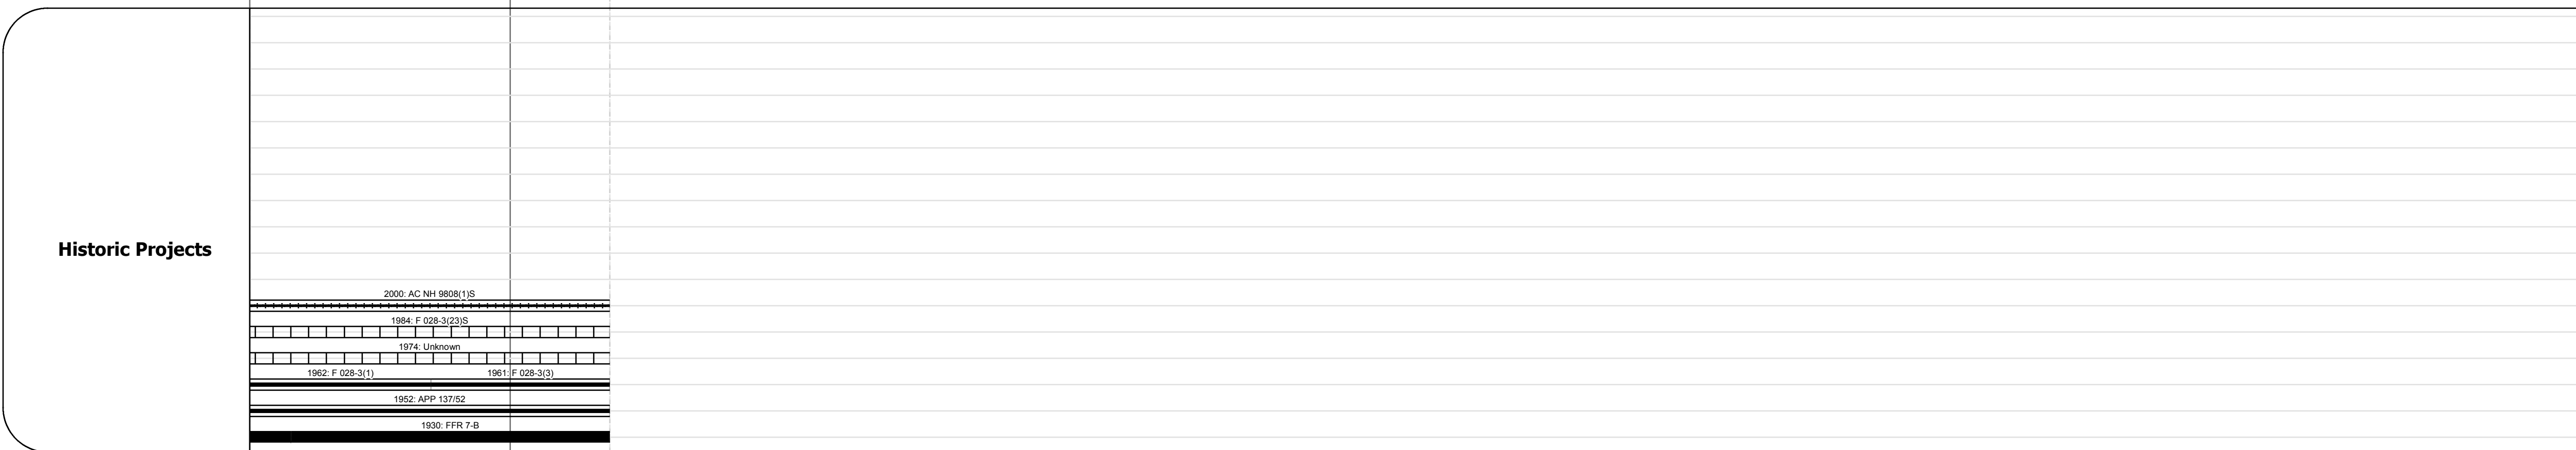 Historic Projects
2000: AC NH 9808(1)S
1984: F 028-3(23)S
1974: Unknown
1962: F 028-3(1)
1961: F 028-3(3)
1952: APP 137/52
1930: FFR 7-B